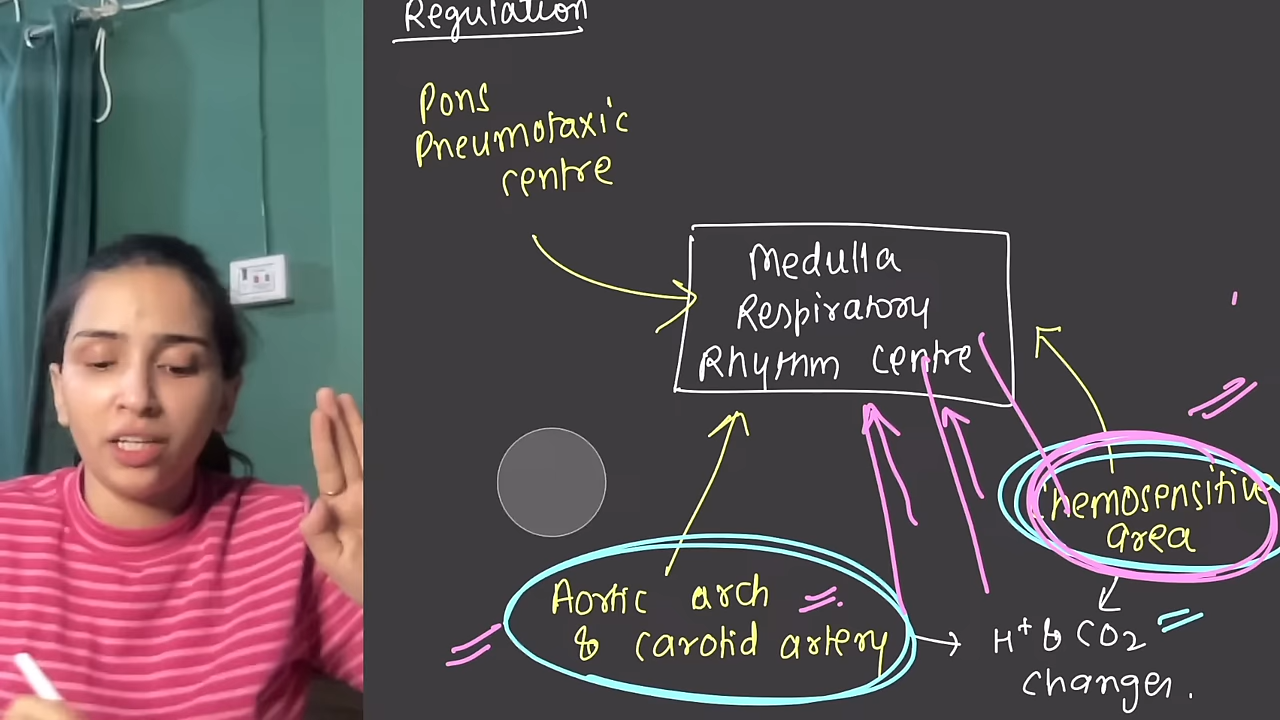 Regulation
Pons
Pneumotaxic
centre
Medulla
Respiratory
Rhythm centre
Chemosensitive
area
Aortic arch
& carotid artery
H+ & CO2
changes.